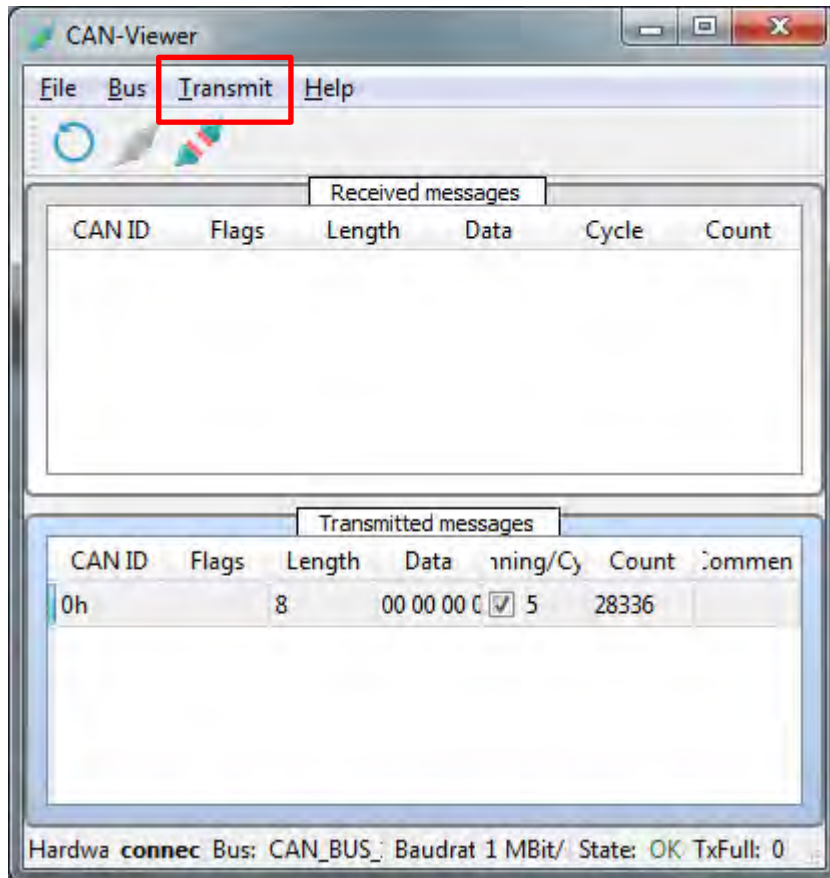 CAN-Viewer
File Bus Transmit Help
Received messages
CAN ID Flags Length Data Cycle Count
Transmitted messages
CAN ID Flags Length Data nning/Cy Count Commen
0h 8 00 00 00 0 5 28336
Hardwa connec Bus: CAN_BUS_ Baudrat 1 MBit/ State: OK TxFull: 0